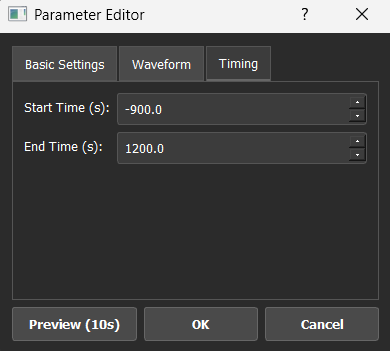 Parameter Editor ?
Basic Settings Waveform Timing
Start Time (s): -900.0
End Time (s): 1200.0
Preview (10s) OK Cancel